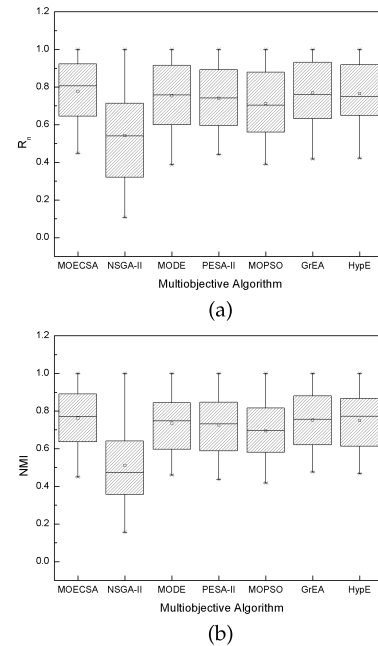 1.2
1.0
0.8
0.6
0.4
0.2
0.0
Rn
MOECSA NSGA-II MODE PESA-II MOPSO GrEA HypE
Multiobjective Algorithm
(a)
1.2
1.0
0.8
0.6
0.4
0.2
0.0
NMI
MOECSA NSGA-II MODE PESA-II MOPSO GrEA HypE
Multiobjective Algorithm
(b)